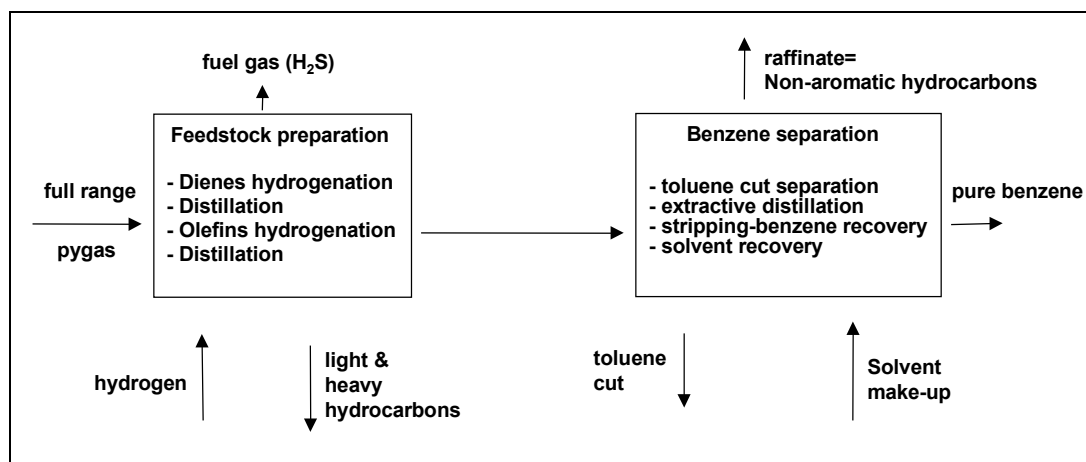 fuel gas (H₂S)
raffinate=
Non-aromatic hydrocarbons
Feedstock preparation
- Dienes hydrogenation
- Distillation
- Olefins hydrogenation
- Distillation
Benzene separation
- toluene cut separation
- extractive distillation
- stripping-benzene recovery
- solvent recovery
full range
pygas
pure benzene
hydrogen
light &
heavy
hydrocarbons
toluene
cut
Solvent
make-up